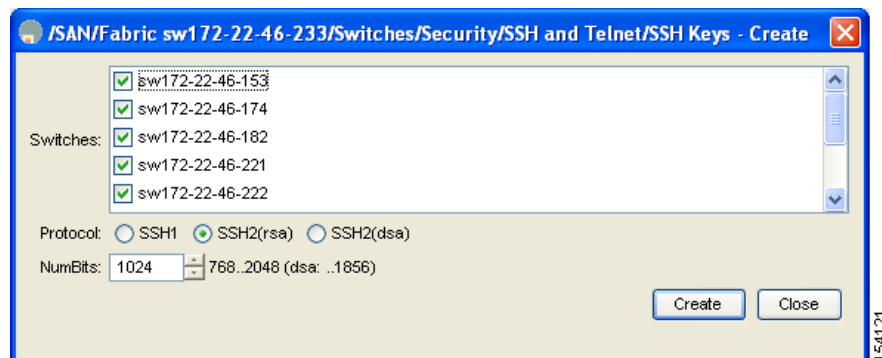 /SAN/Fabric sw172-22-46-233/Switches/Security/SSH and Telnet/SSH Keys - Create
sw172-22-46-153
sw172-22-46-174
Switches: sw172-22-46-182
sw172-22-46-221
sw172-22-46-222
Protocol: SSH1 SSH2(rsa) SSH2(dsa)
NumBits: 1024 768..2048 (dsa: ..1856)
Create Close
154121